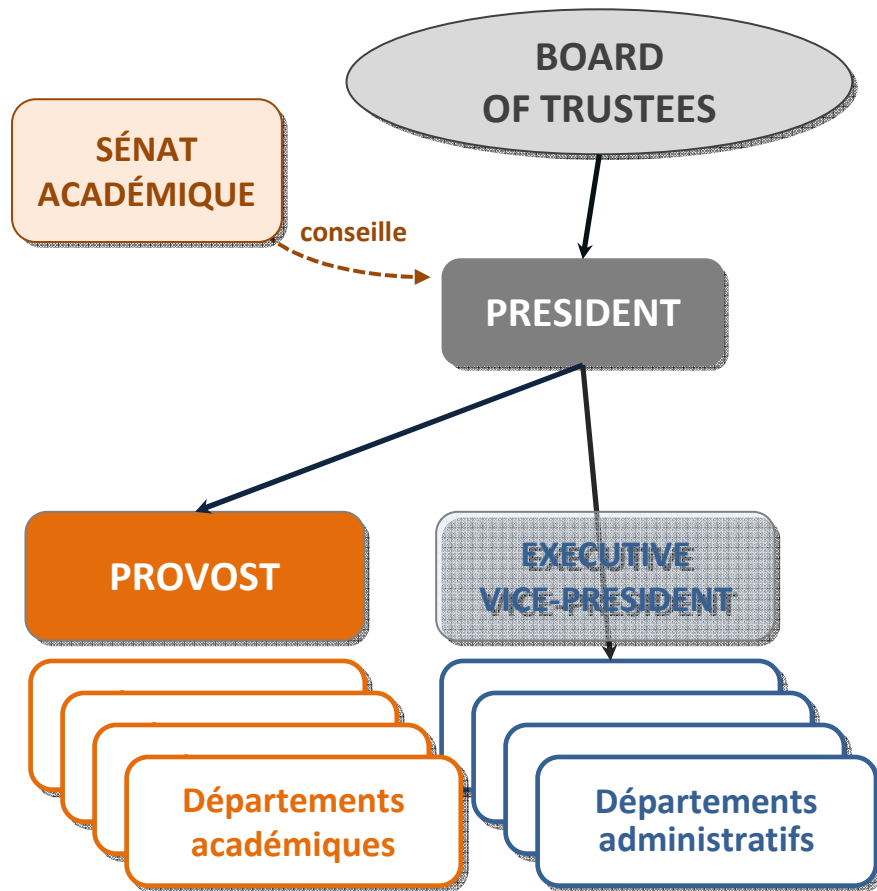 BOARD
OF TRUSTEES
SÉNAT
ACADÉMIQUE
conseille
PRESIDENT
PROVOST
EXECUTIVE
VICE-PRESIDENT
Départements
académiques
Départements
administratifs